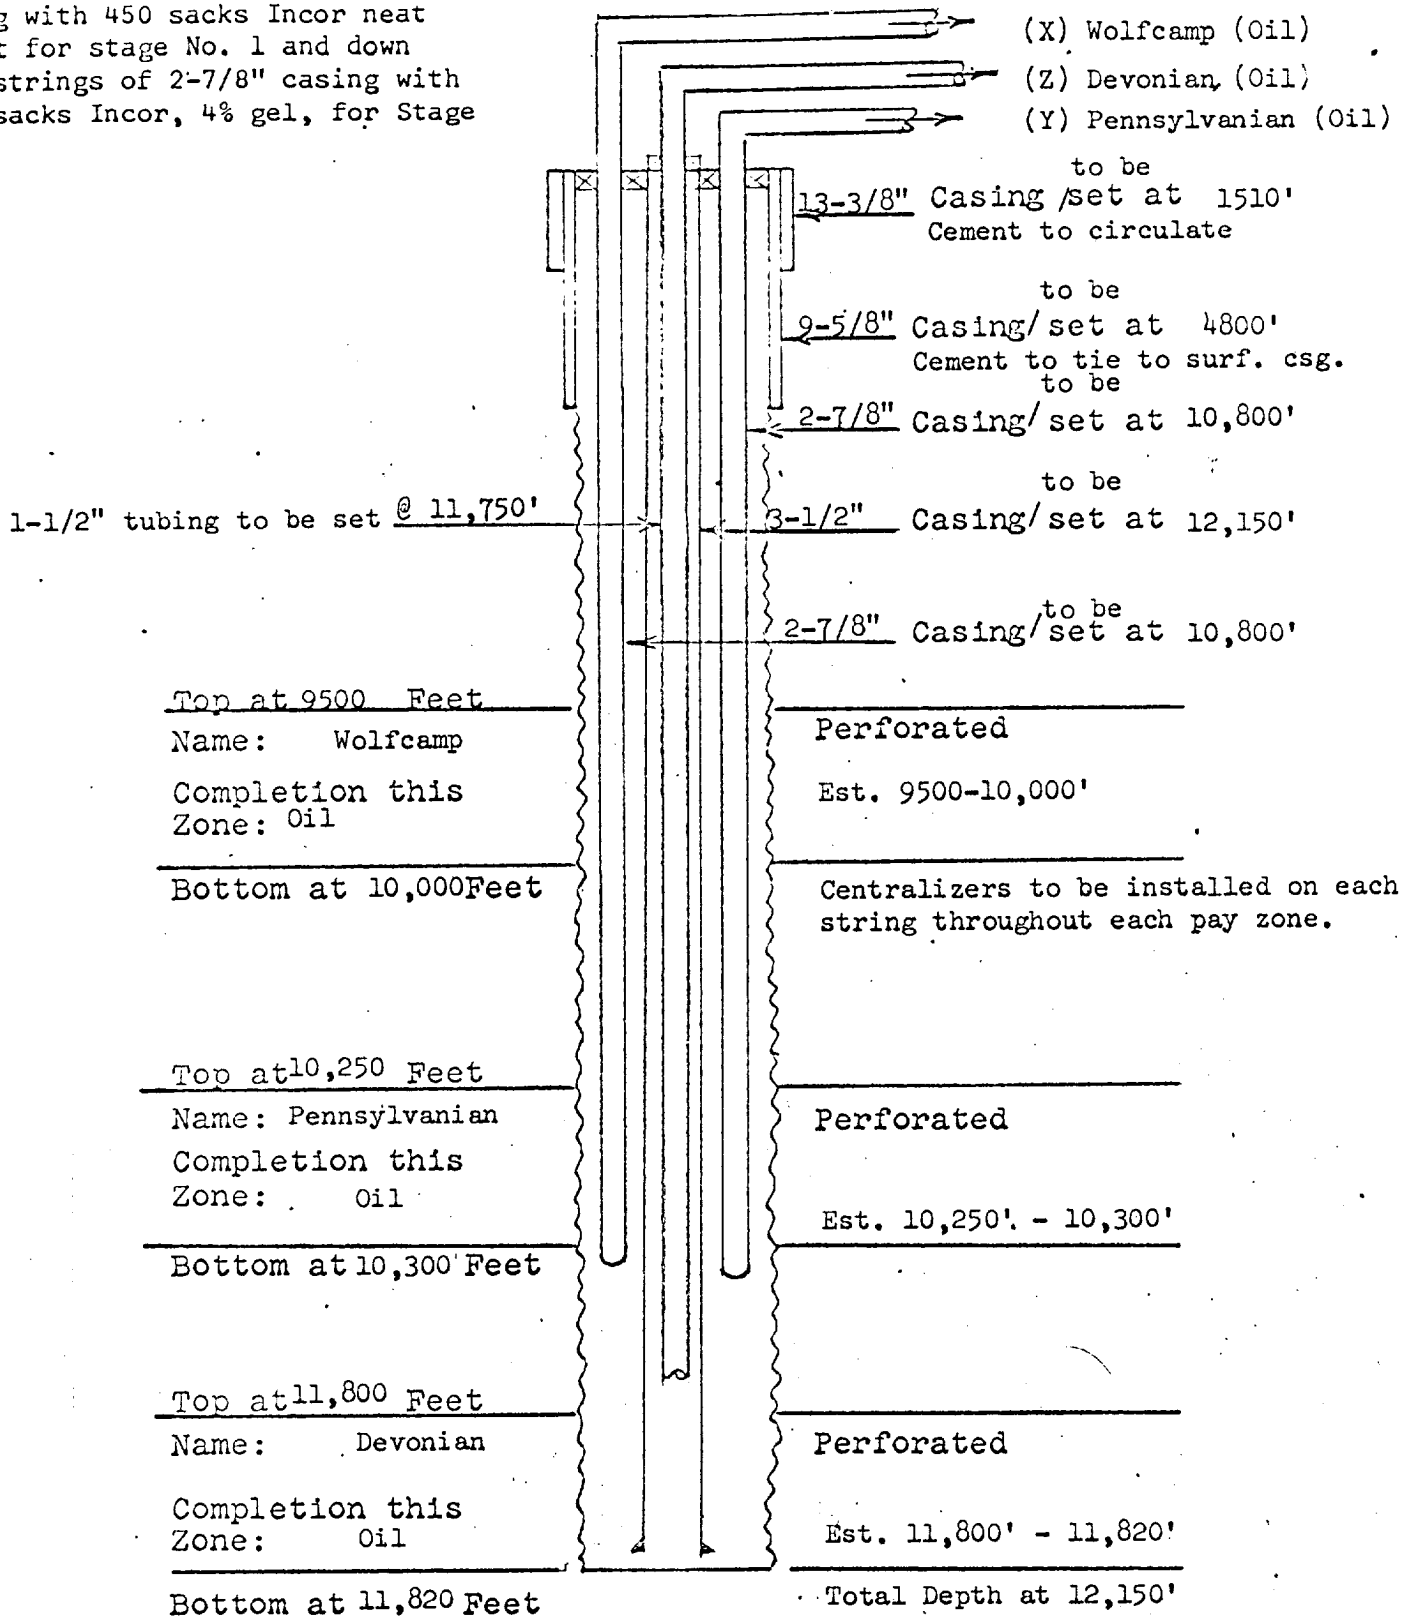 with 450 sacks Incor neat
for stage No. 1 and down
strings of 2-7/8" casing with
sacks Incor, 4% gel, for Stage
(X) Wolfcamp (Oil)
(Z) Devonian (Oil)
(Y) Pennsylvanian (Oil)
to be
13-3/8" Casing /set at 1510'
Cement to circulate
to be
9-5/8" Casing/ set at 4800'
Cement to tie to surf. csg.
to be
2-7/8" Casing/ set at 10,800'
to be
1-1/2" tubing to be set @ 11,750'
3-1/2" Casing/ set at 12,150'
to be
2-7/8" Casing/ set at 10,800'
Top at 9500 Feet
Name: Wolfcamp
Perforated
Completion this
Zone: Oil
Est. 9500-10,000'
Bottom at 10,000 Feet
Centralizers to be installed on each
string throughout each pay zone.
Top at 10,250 Feet
Name: Pennsylvanian
Perforated
Completion this
Zone: Oil
Est. 10,250'. - 10,300'
Bottom at 10,300' Feet
Top at 11,800 Feet
Name: Devonian
Perforated
Completion this
Zone: Oil
Est. 11,800' - 11,820'
Bottom at 11,820 Feet
Total Depth at 12,150'